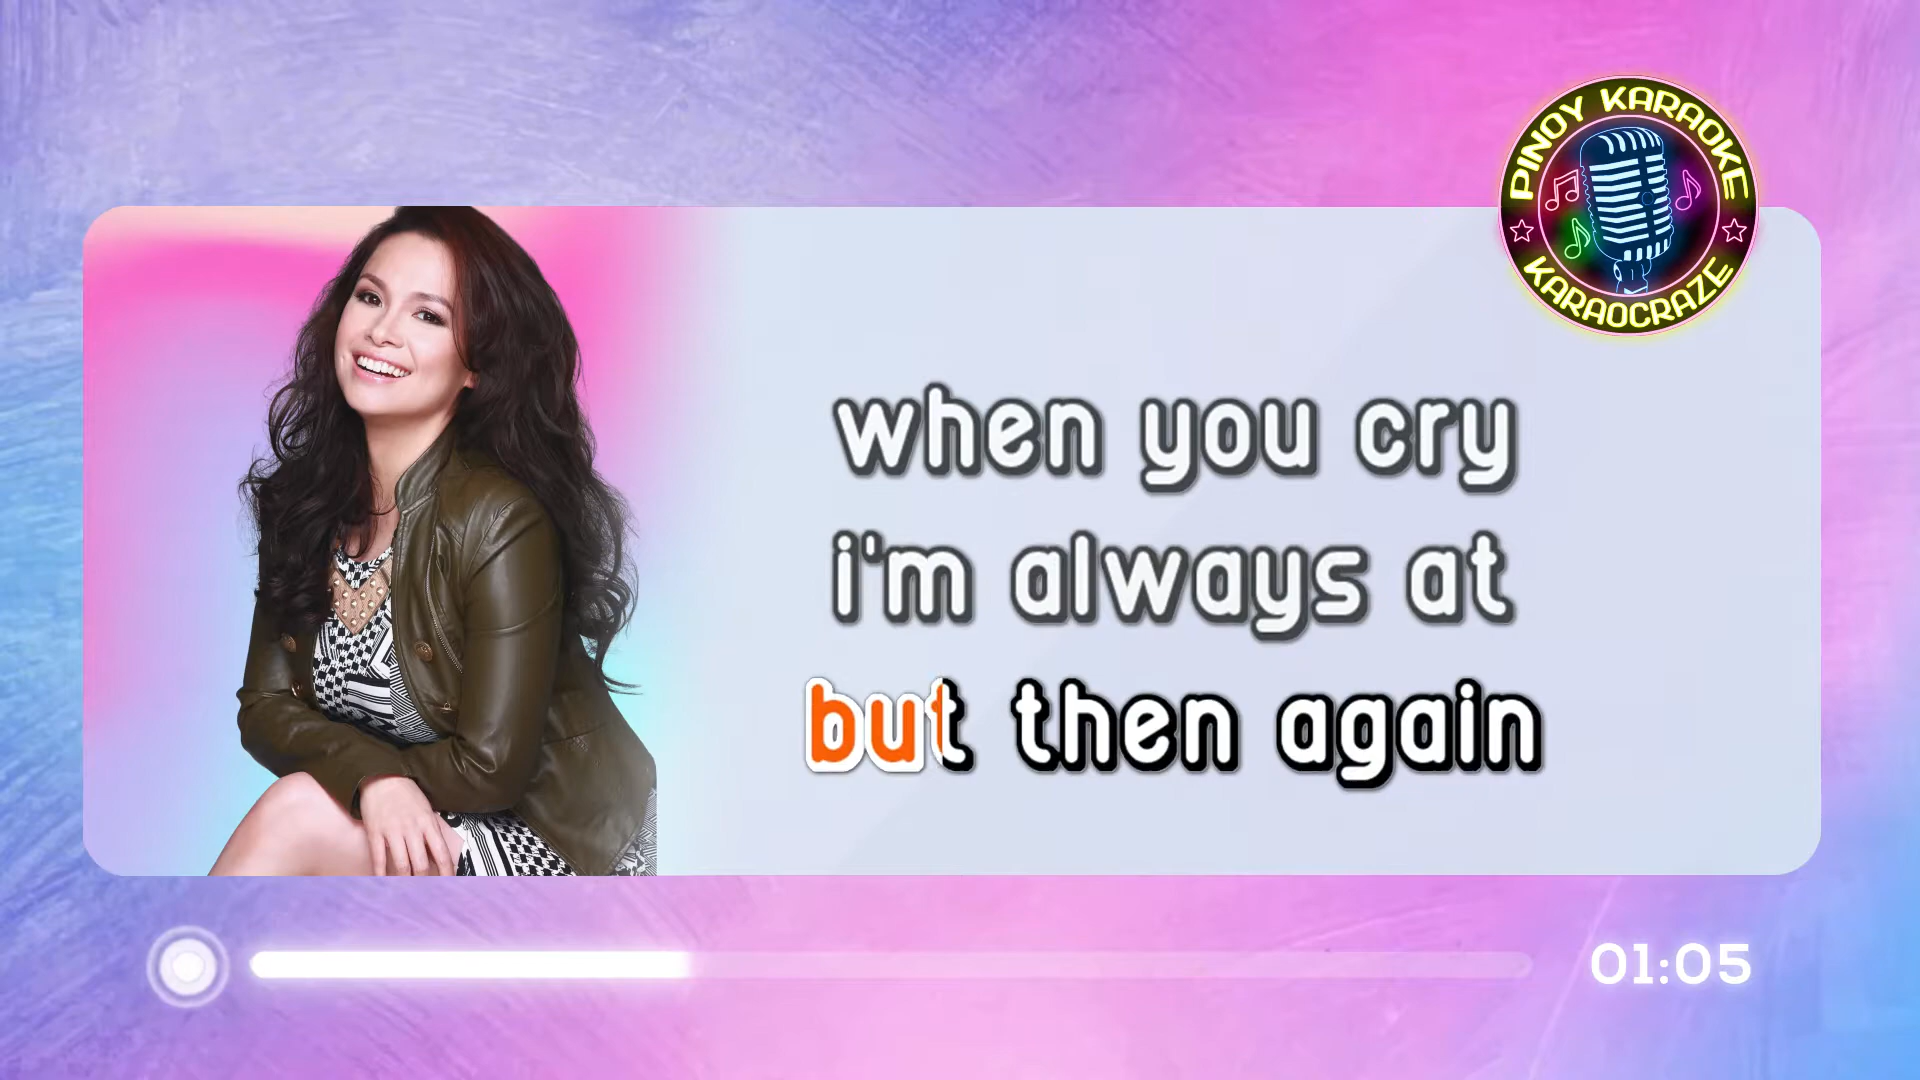 PINOY KARAOKE
KARAOCRAZE
when you cry
i'm always at
but then again
01:05